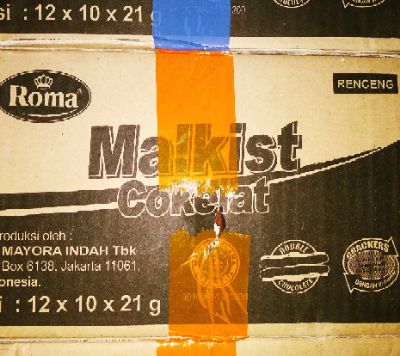 si : 12 x 10 x 21 g
Roma
RENCENG
Malkist
Cokelat
roduksi oleh :
MAYORA INDAH Tbk
Box 6138, Jakarta 11061,
onesia.
i : 12 x 10 x 21 g
DOUBLE
CHOCOLATE
CRACKERS